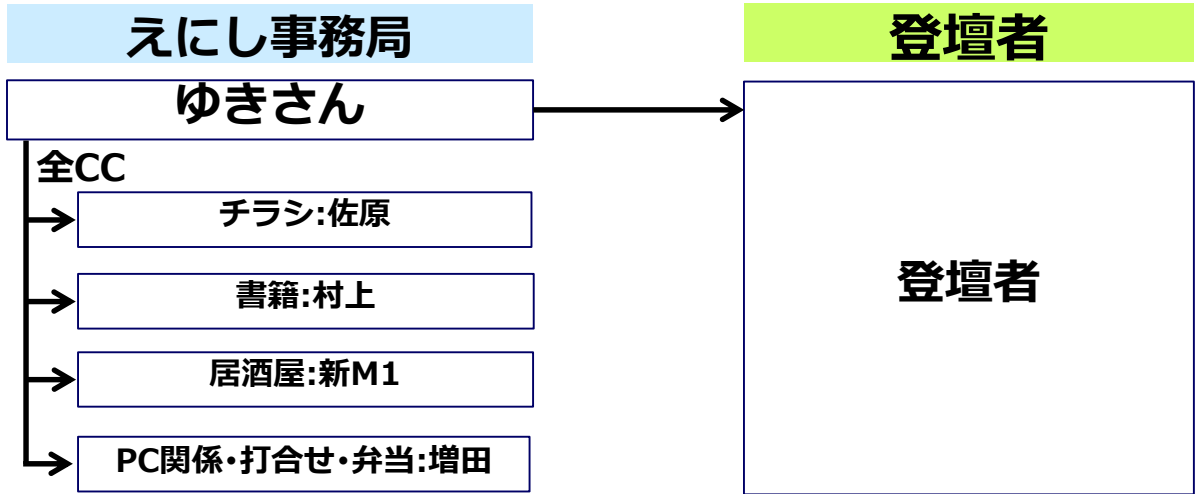 えにし事務局
登壇者
ゆきさん
全CC
チラシ:佐原
書籍:村上
居酒屋:新M1
PC関係・打合せ・弁当:増田
登壇者